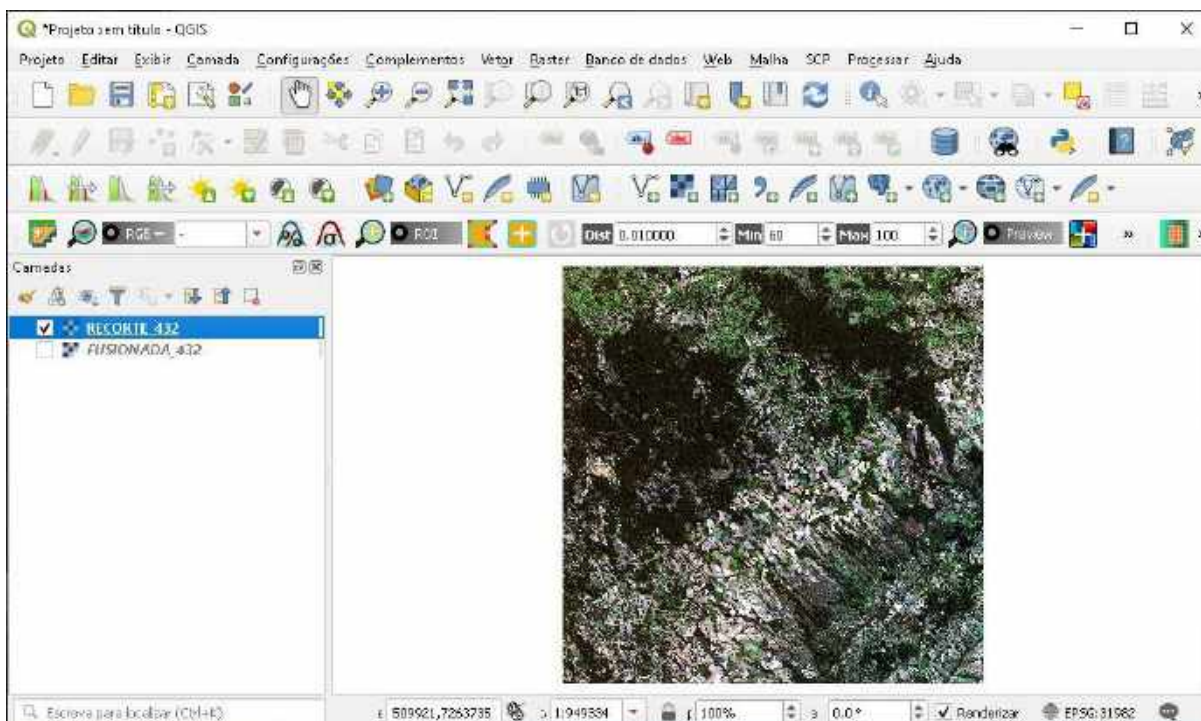 *Projeto sem título - QGIS
Projeto Editar Exibir Camada Configurações Complementos Vetor Raster Banco de dados Web Malha SCP Processar Ajuda
RGB = - ROI Dist 0.010000 Min 60 Max 100 Preview »
Camadas
RECORTE_432
FUSIONADA_432
Escreva para localizar (Ctrl+K) 509921,7263735 1:949334 100% 0.0 ° Renderizar EPSG:31982